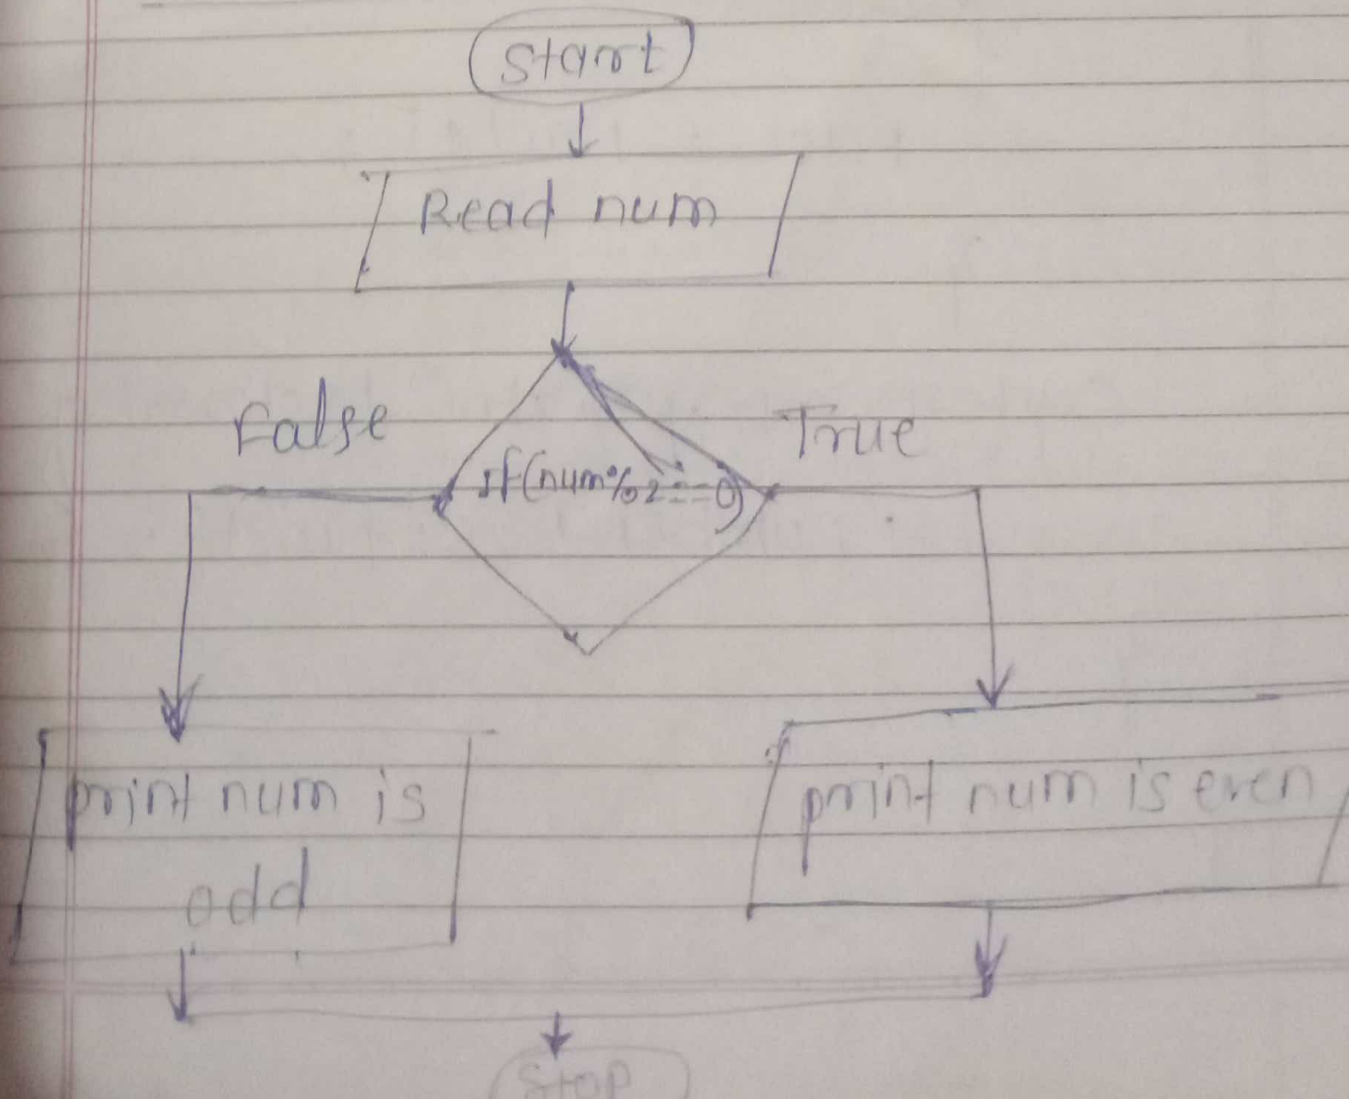 Start
Read num
False
True
if(num%2==0)
print num is
odd
print num is even
Stop